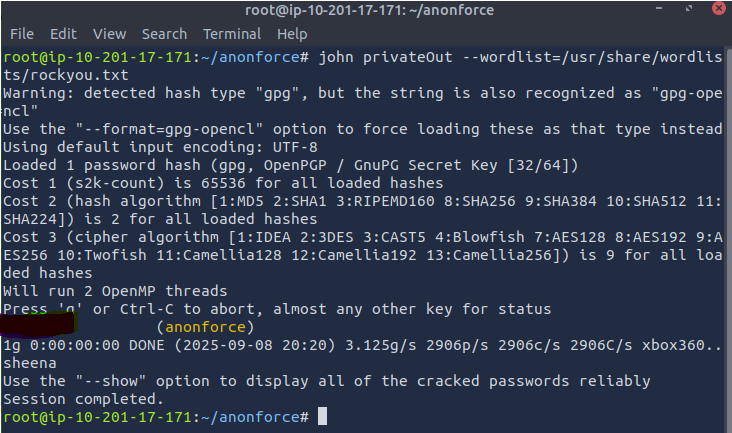 root@ip-10-201-17-171: ~/anonforce
File Edit View Search Terminal Help
root@ip-10-201-17-171:~/anonforce# john privateOut --wordlist=/usr/share/wordlis
ts/rockyou.txt
Warning: detected hash type "gpg", but the string is also recognized as "gpg-ope
ncl"
Use the "--format=gpg-opencl" option to force loading these as that type instead
Using default input encoding: UTF-8
Loaded 1 password hash (gpg, OpenPGP / GnuPG Secret Key [32/64])
Cost 1 (s2k-count) is 65536 for all loaded hashes
Cost 2 (hash algorithm [1:MD5 2:SHA1 3:RIPEMD160 8:SHA256 9:SHA384 10:SHA512 11:
SHA224]) is 2 for all loaded hashes
Cost 3 (cipher algorithm [1:IDEA 2:3DES 3:CAST5 4:Blowfish 7:AES128 8:AES192 9:A
ES256 10:Twofish 11:Camellia128 12:Camellia192 13:Camellia256]) is 9 for all loa
ded hashes
Will run 2 OpenMP threads
Press 'q' or Ctrl-C to abort, almost any other key for status
(anonforce)
1g 0:00:00:00 DONE (2025-09-08 20:20) 3.125g/s 2906p/s 2906c/s 2906C/s xbox360..
sheena
Use the "--show" option to display all of the cracked passwords reliably
Session completed.
root@ip-10-201-17-171:~/anonforce#